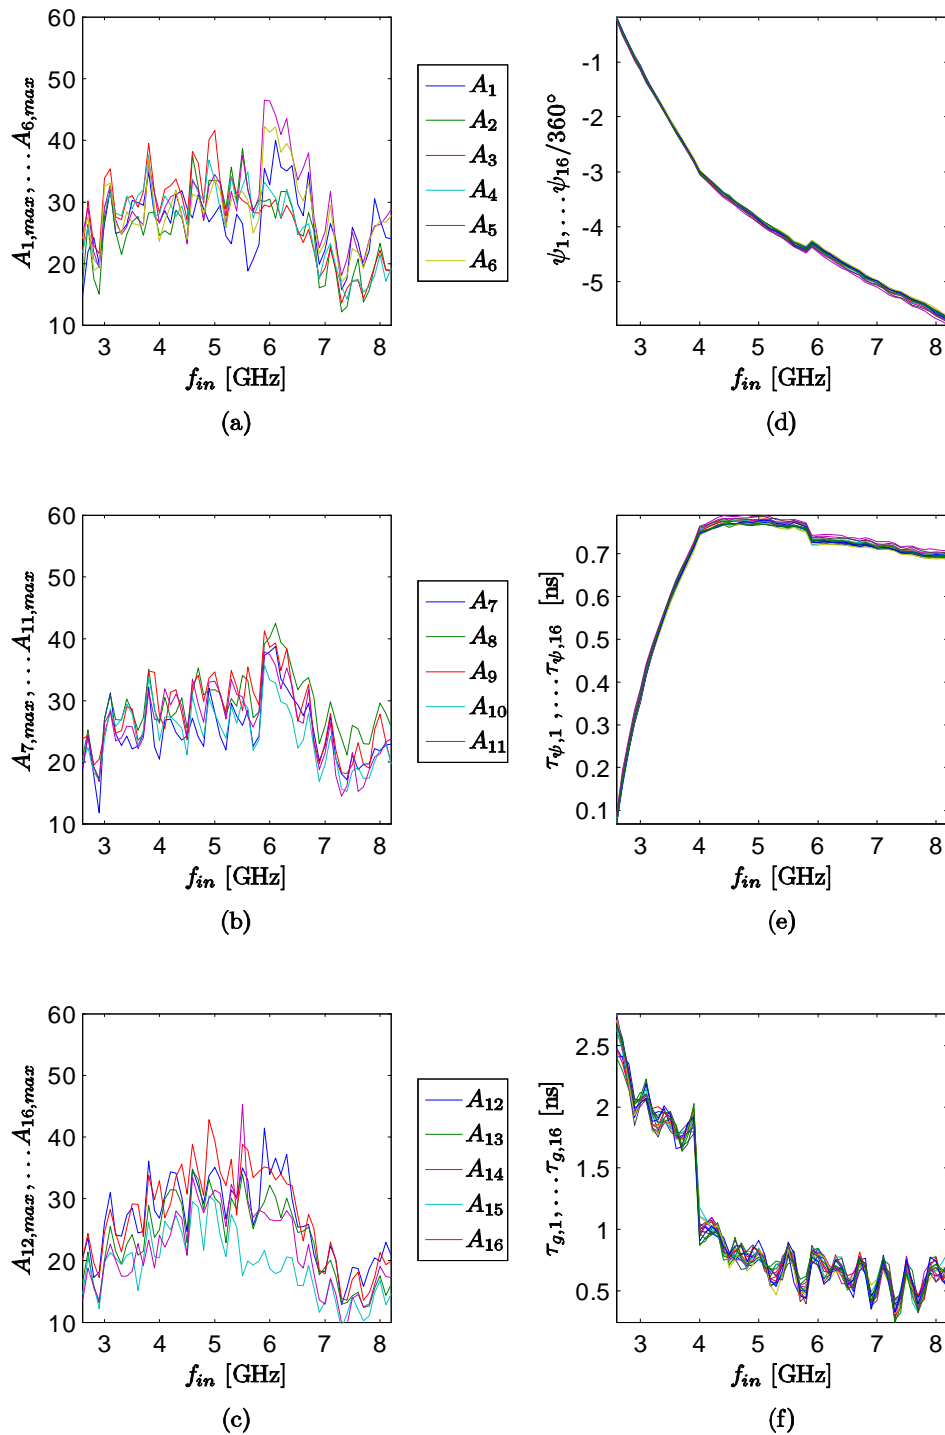 60
50
40
30
20
10
A1,max, ... A6,max
3 4 5 6 7 8
fin [GHz]
(a)
A1
A2
A3
A4
A5
A6
-1
-2
-3
-4
-5
ψ1, ... ψ16/360°
3 4 5 6 7 8
fin [GHz]
(d)
60
50
40
30
20
10
A7,max, ... A11,max
3 4 5 6 7 8
fin [GHz]
(b)
A7
A8
A9
A10
A11
0.7
0.6
0.5
0.4
0.3
0.2
0.1
τψ,1, ... τψ,16 [ns]
3 4 5 6 7 8
fin [GHz]
(e)
60
50
40
30
20
10
A12,max, ... A16,max
3 4 5 6 7 8
fin [GHz]
(c)
A12
A13
A14
A15
A16
2.5
2
1.5
1
0.5
τg,1, ... τg,16 [ns]
3 4 5 6 7 8
fin [GHz]
(f)